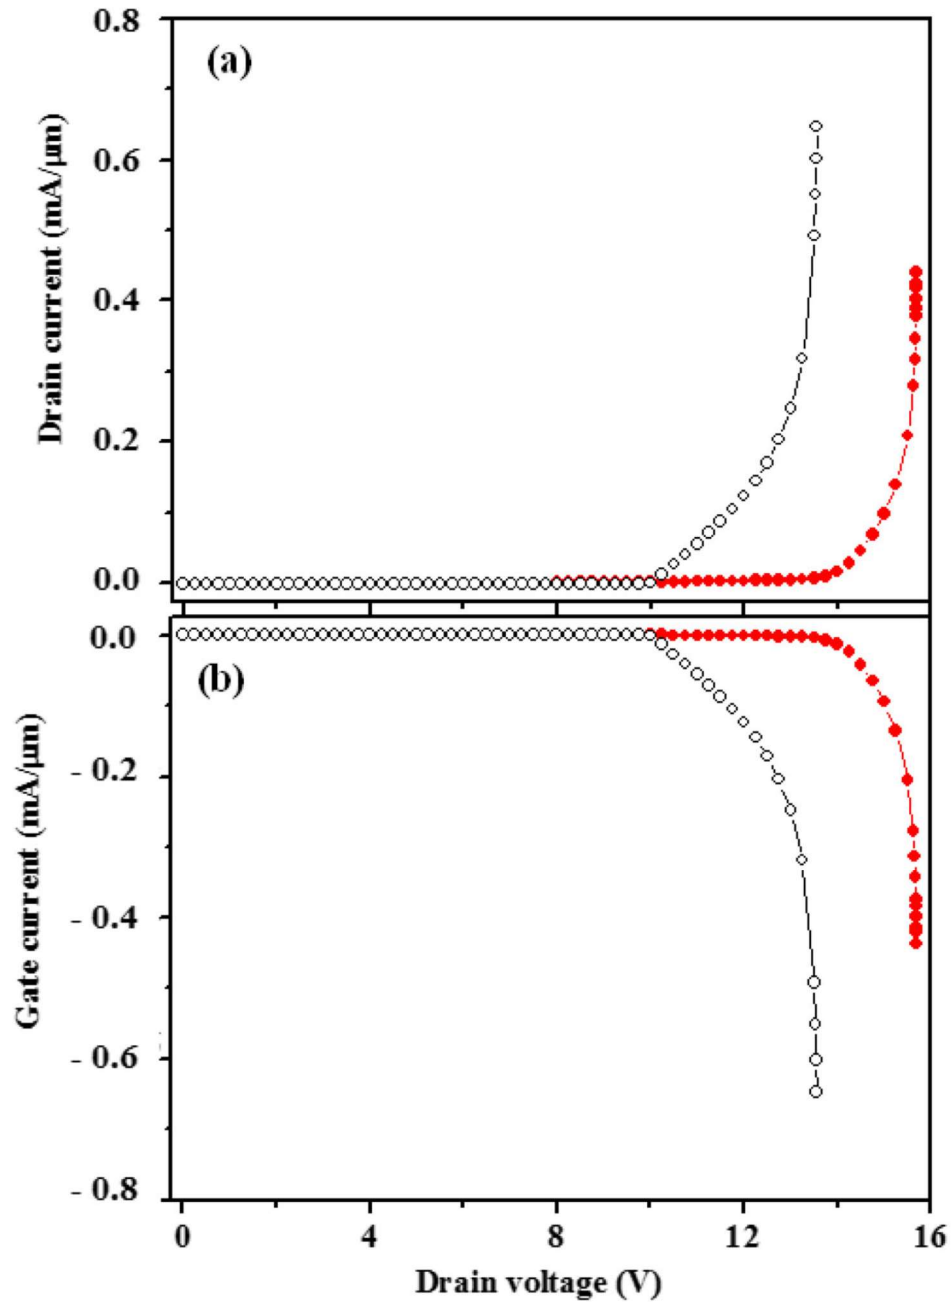 (a)
0.8
0.6
0.4
0.2
0.0
Drain current (mA/μm)
(b)
0.0
- 0.2
- 0.4
- 0.6
- 0.8
Gate current (mA/μm)
0 4 8 12 16
Drain voltage (V)